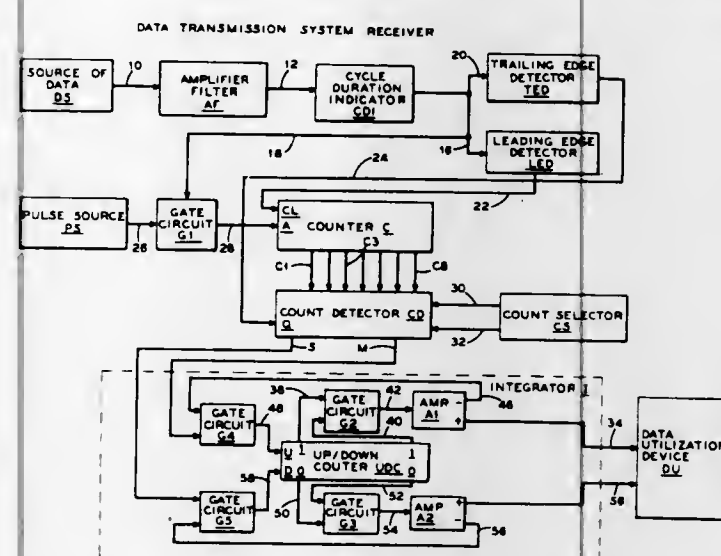 DATA TRANSMISSION SYSTEM RECEIVER
SOURCE OF
DATA
DS
10
AMPLIFIER
FILTER
AF
12
CYCLE
DURATION
INDICATOR
CDI
20
TRAILING EDGE
DETECTOR
TED
18
16
LEADING EDGE
DETECTOR
LED
24
22
PULSE SOURCE
PS
26
GATE
CIRCUIT
G1
28
CL
A
COUNTER C
C1
C3
C8
COUNT DETECTOR CD
Q
30
32
COUNT SELECTOR
CS
S
M
INTEGRATOR I
GATE
CIRCUIT
G4
48
38
GATE
CIRCUIT
G2
42
40
AMP
A1
-
+
46
34
DATA
UTILIZATION
DEVICE
DU
U 1
1
UP/DOWN
COUTER UDC
D 0
0
58
50
52
GATE
CIRCUIT
G5
GATE
CIRCUIT
G3
54
AMP
A2
+
-
56